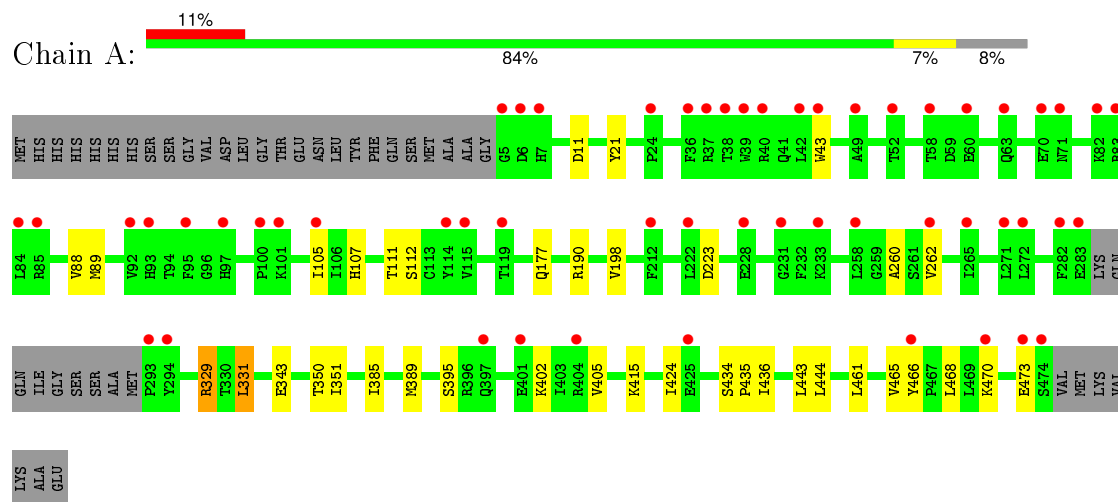 11%
Chain A:
84% 7% 8%
MET HIS HIS HIS HIS HIS HIS SER SER GLY VAL ASP LEU GLY THR GLU ASN LEU TYR PHE GLN SER MET ALA ALA GLY G5 D6 H7 D11 Y21 P24 F36 R37 T38 W39 R40 Q41 L42 W43 A49 T52 T58 D59 E60 Q63 E70 N71 K82 R83
L84 R85 V88 M89 V92 H93 T94 F95 G96 H97 P100 K101 I105 I106 H107 T111 S112 C113 Y114 V115 T119 Q177 R190 V198 F212 L222 D223 E228 G231 F232 K233 L258 G259 A260 S261 V262 I265 L271 L272 F282 E283 LYS GLN
GLN ILE GLY SER SER ALA MET P293 Y294 R329 T330 L331 E343 T350 I351 I385 M389 S395 R396 Q397 E401 K402 I403 R404 V405 K415 I424 E425 S434 P435 I436 L443 L444 L461 V465 Y466 P467 L468 L469 K470 E473 S474 VAL MET LYS VAL
LYS ALA GLU